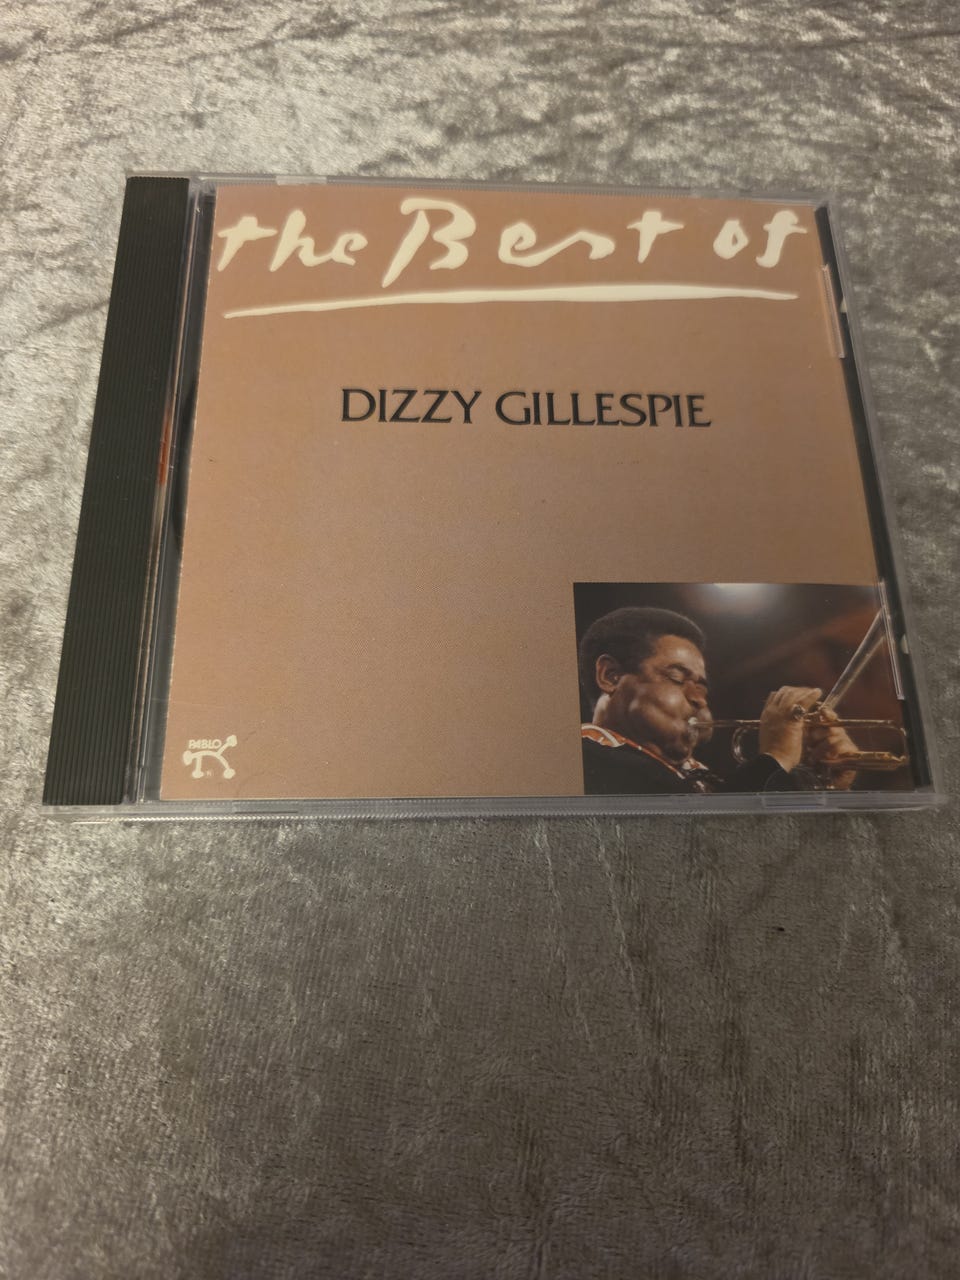 the Best of
DIZZY GILLESPIE
PABLO